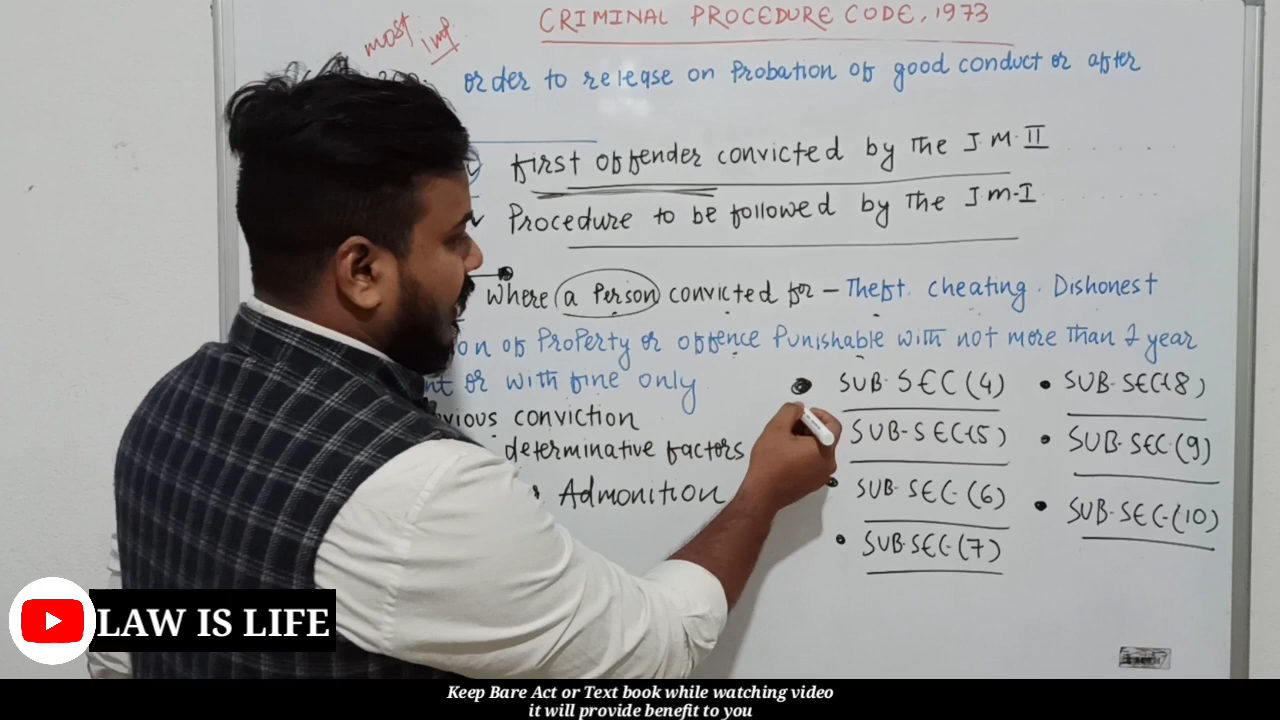 CRIMINAL PROCEDURE CODE, 1973
most imp.
order to release on Probation of good conduct or after
first offender convicted by the J.M.II
Procedure to be followed by the J.M-I
where a Person convicted for - Theft. cheating. Dishonest
of Property or offence Punishable with not more than 2 year
or with fine only
conviction
determinative factors
Admonition
SUB-SEC(4)
SUB-SEC(5)
SUB-SEC-(6)
SUB-SEC-(7)
SUB-SEC(8)
SUB-SEC-(9)
SUB-SEC-(10)
LAW IS LIFE
Keep Bare Act or Text book while watching video
it will provide benefit to you